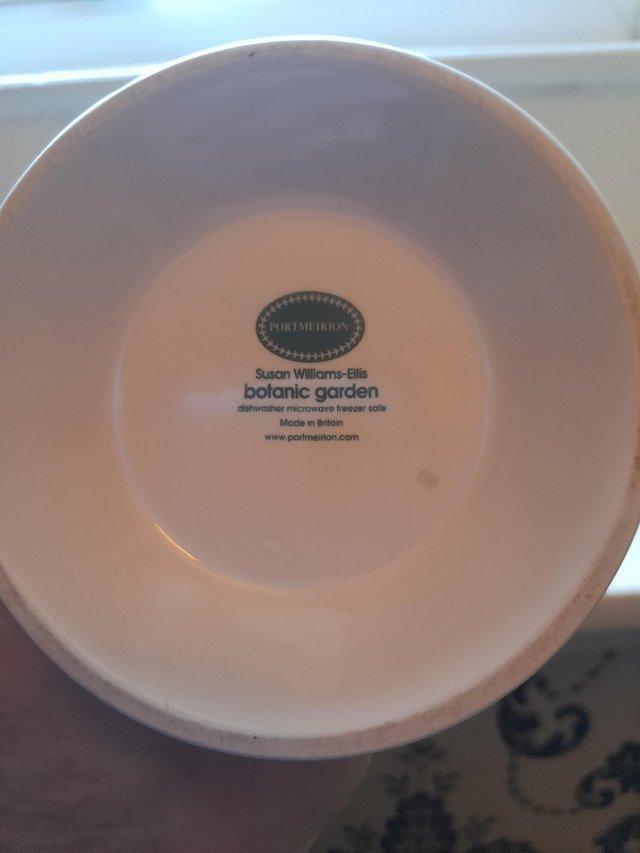 PORTMEIRION®
Susan Williams-Ellis
botanic garden
dishwasher microwave freezer safe
Made in Britain
www.portmeirion.com